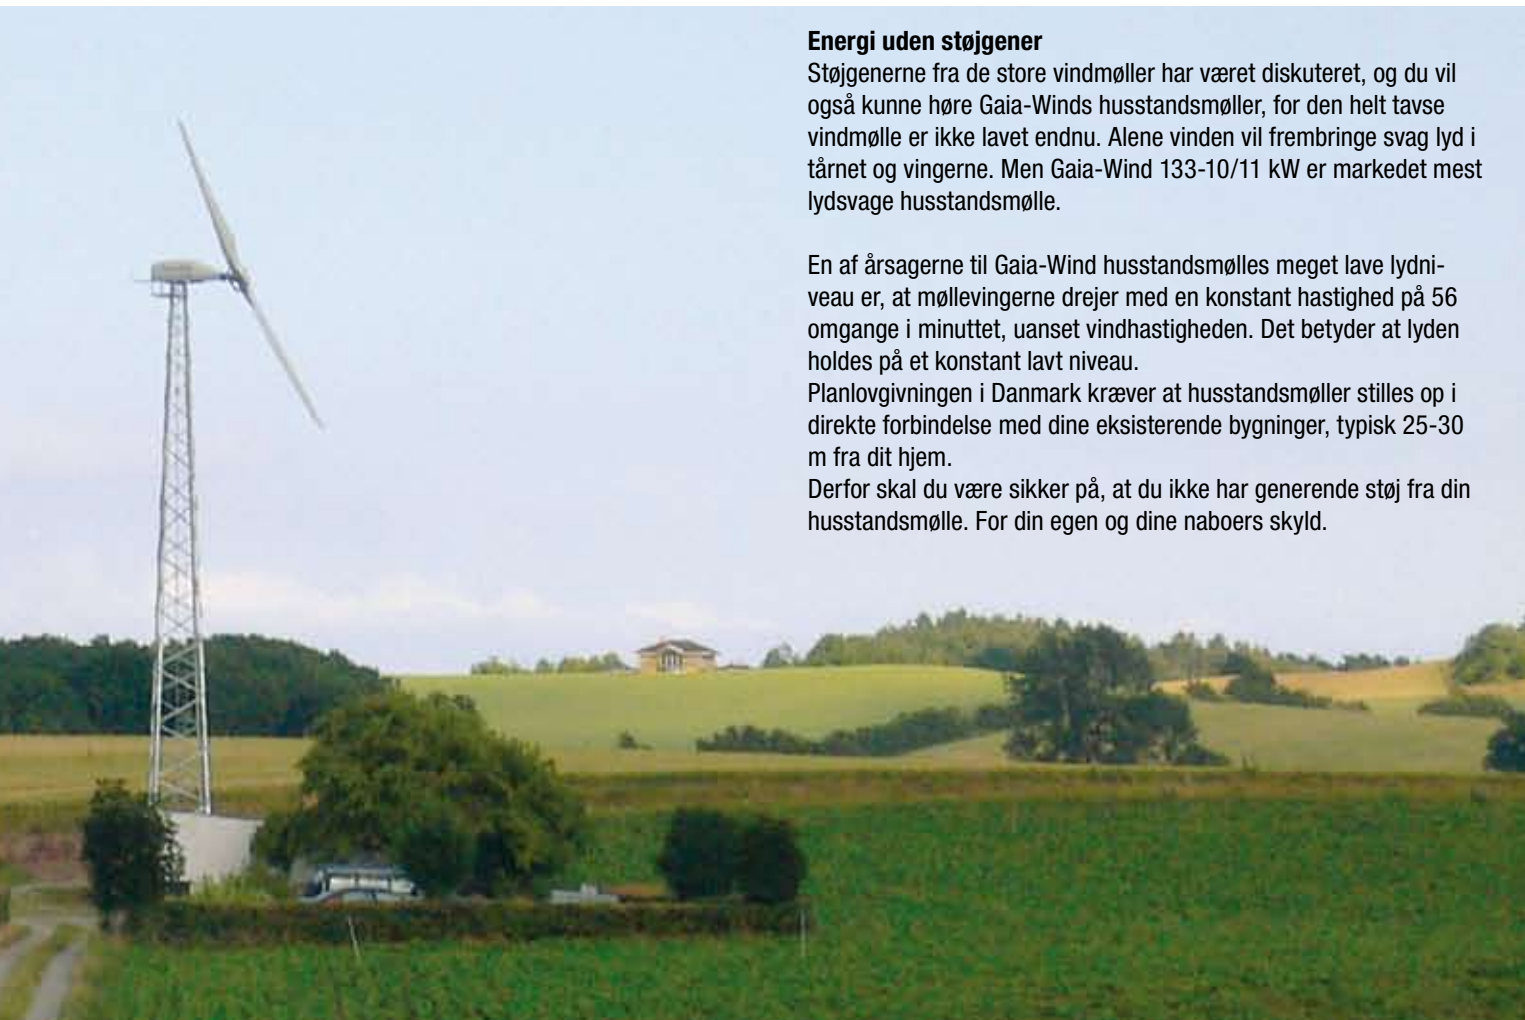 Energi uden støjgener
Støjgenerne fra de store vindmøller har været diskuteret, og du vil
også kunne høre Gaia-Winds husstandsmøller, for den helt tavse
vindmølle er ikke lavet endnu. Alene vinden vil frembringe svag lyd i
tårnet og vingerne. Men Gaia-Wind 133-10/11 kW er markedet mest
lydsvage husstandsmølle.
En af årsagerne til Gaia-Wind husstandsmølles meget lave lydni-
veau er, at møllevingerne drejer med en konstant hastighed på 56
omgange i minuttet, uanset vindhastigheden. Det betyder at lyden
holdes på et konstant lavt niveau.
Planlovgivningen i Danmark kræver at husstandsmøller stilles op i
direkte forbindelse med dine eksisterende bygninger, typisk 25-30
m fra dit hjem.
Derfor skal du være sikker på, at du ikke har generende støj fra din
husstandsmølle. For din egen og dine naboers skyld.